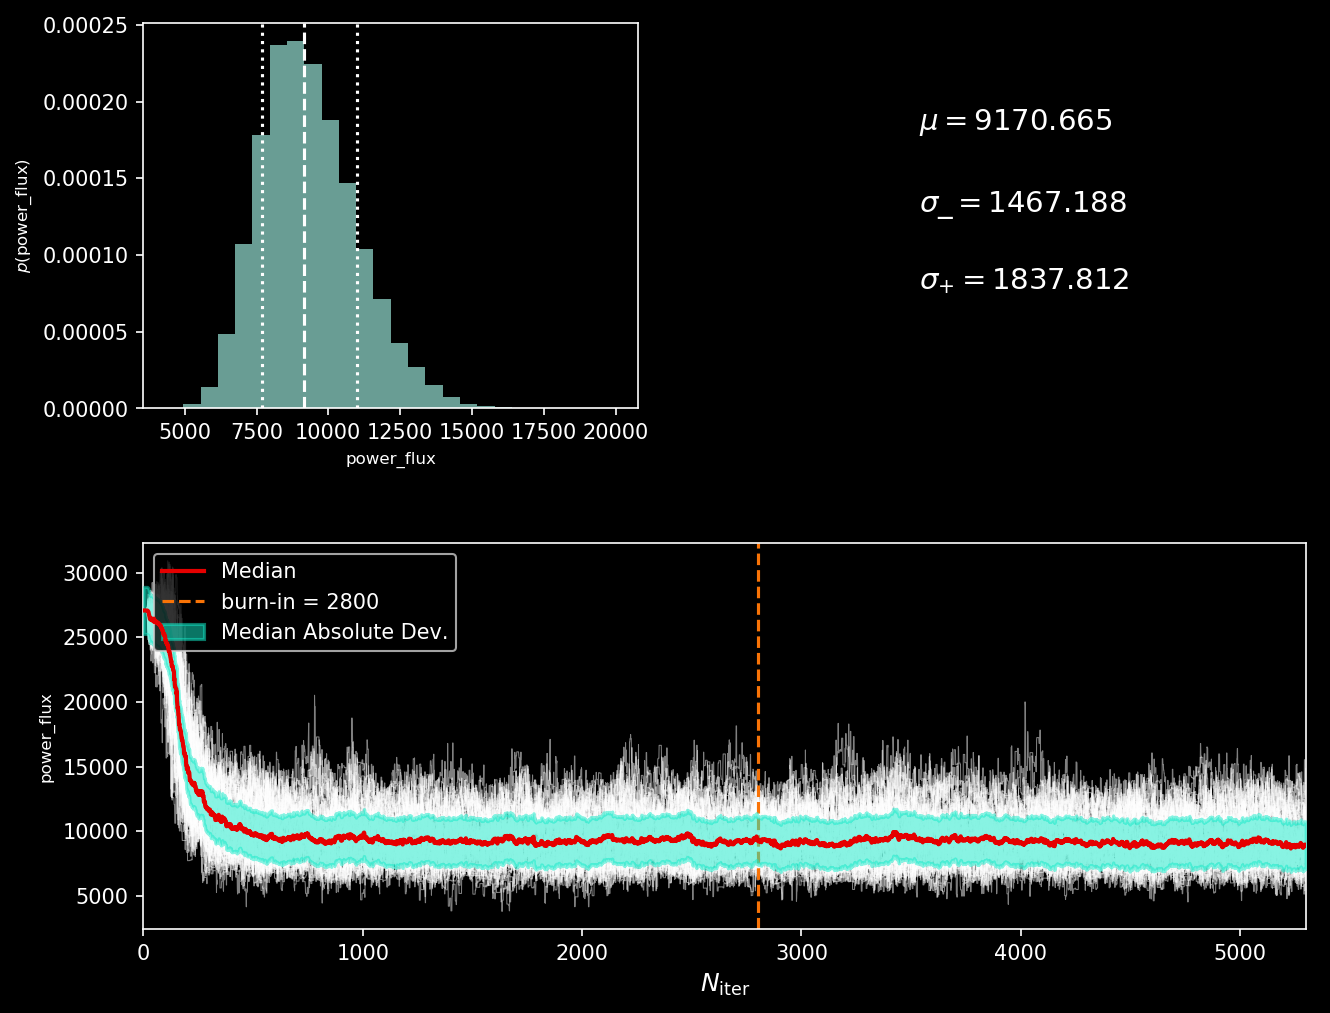 0.00025
0.00020
0.00015
0.00010
0.00005
0.00000
p(power_flux)
5000 7500 10000 12500 15000 17500 20000
power_flux
μ = 9170.665
σ_ = 1467.188
σ+ = 1837.812
30000
25000
20000
15000
10000
5000
power_flux
Median
burn-in = 2800
Median Absolute Dev.
0 1000 2000 3000 4000 5000
Niter